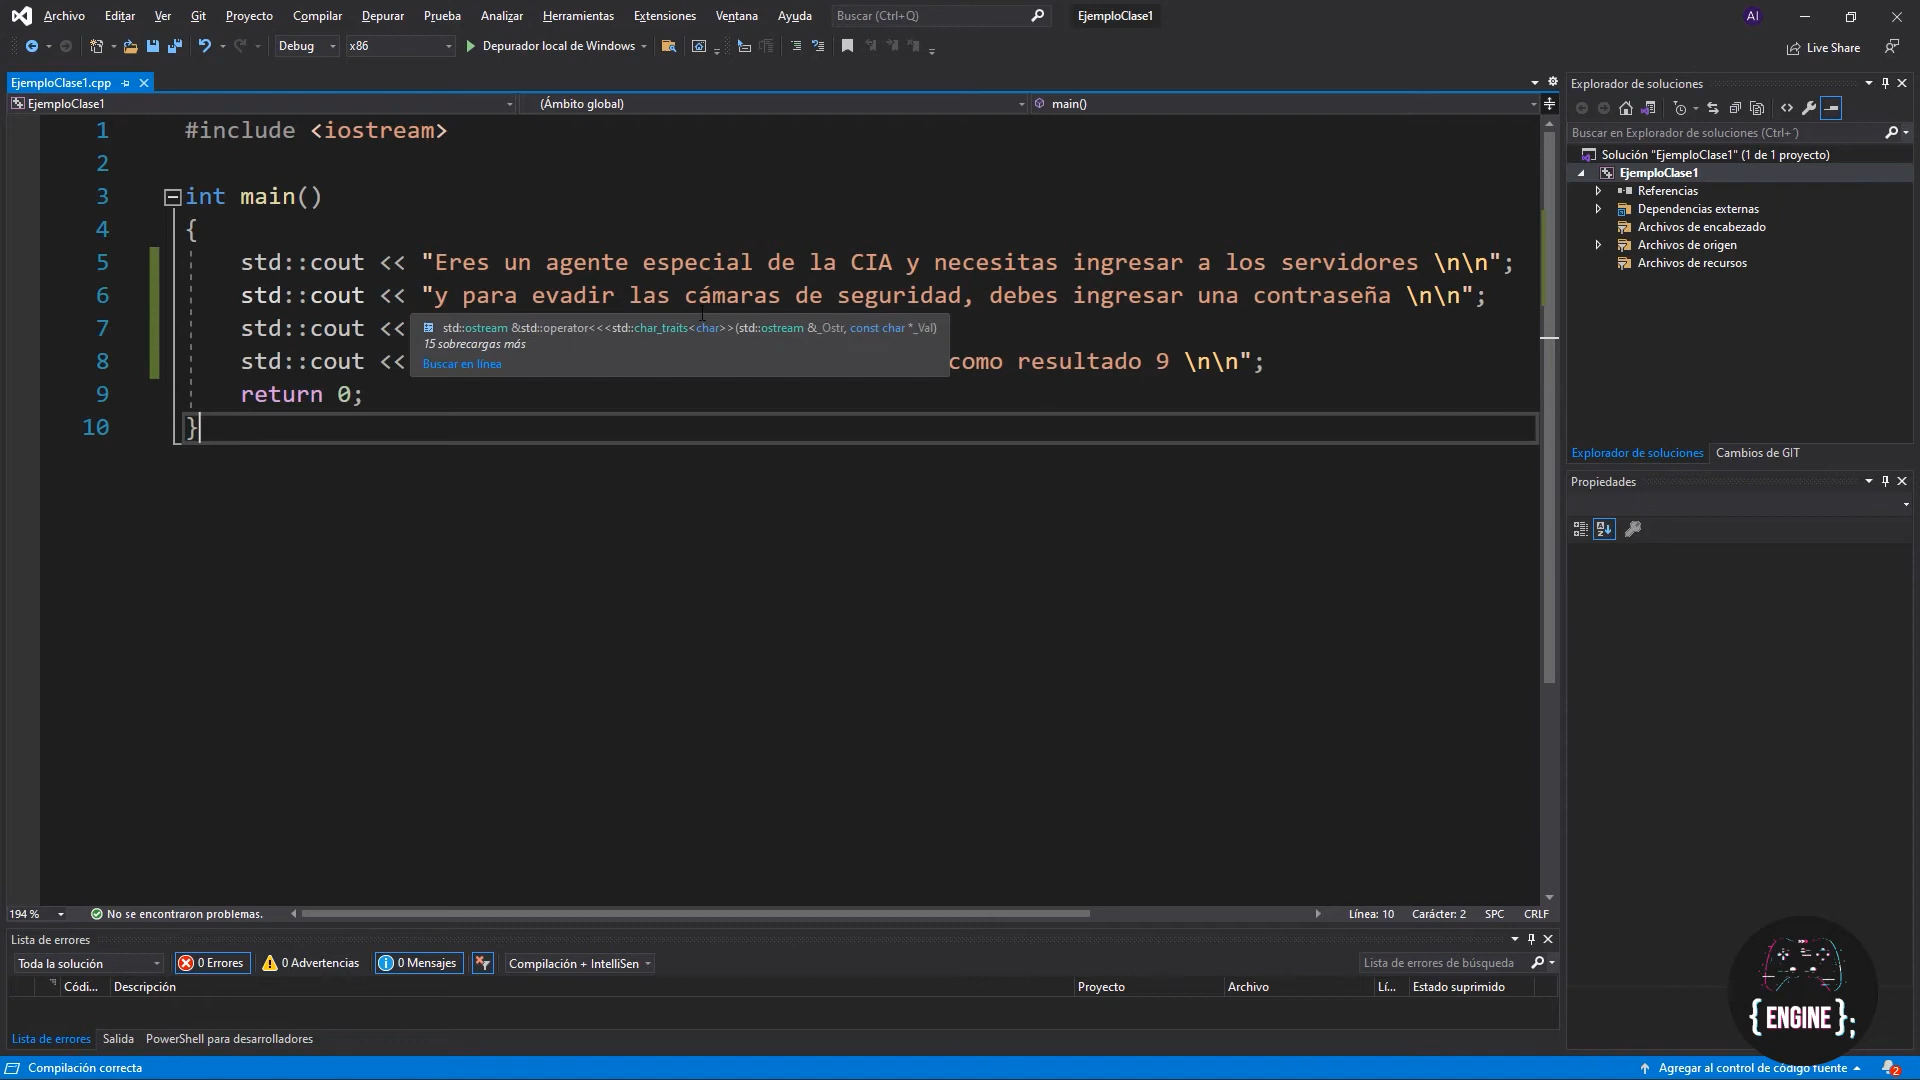 Archivo Editar Ver Git Proyecto Compilar Depurar Prueba Analizar Herramientas Extensiones Ventana Ayuda Buscar (Ctrl+Q) EjemploClase1 AI
Debug x86 Depurador local de Windows Live Share
EjemploClase1.cpp
EjemploClase1 (Ámbito global) main()
1 #include <iostream>
2
3 int main()
4 {
5 std::cout << "Eres un agente especial de la CIA y necesitas ingresar a los servidores \n\n";
6 std::cout << "y para evadir las cámaras de seguridad, debes ingresar una contraseña \n\n";
7 std::cout <<
8 std::cout << como resultado 9 \n\n";
9 return 0;
10 }
std::ostream &std::operator<<<std::char_traits<char>>(std::ostream &_Ostr, const char *_Val)
15 sobrecargas más
Buscar en línea
194 % No se encontraron problemas. Línea: 10 Carácter: 2 SPC CRLF
Lista de errores
Toda la solución 0 Errores 0 Advertencias 0 Mensajes Compilación + IntelliSen Lista de errores de búsqueda
Códi... Descripción Proyecto Archivo Lí... Estado suprimido
Lista de errores Salida PowerShell para desarrolladores
Compilación correcta Agregar al control de código fuente 2
Explorador de soluciones
Buscar en Explorador de soluciones (Ctrl+´)
Solución "EjemploClase1" (1 de 1 proyecto)
EjemploClase1
Referencias
Dependencias externas
Archivos de encabezado
Archivos de origen
Archivos de recursos
Explorador de soluciones Cambios de GIT
Propiedades
{ ENGINE };